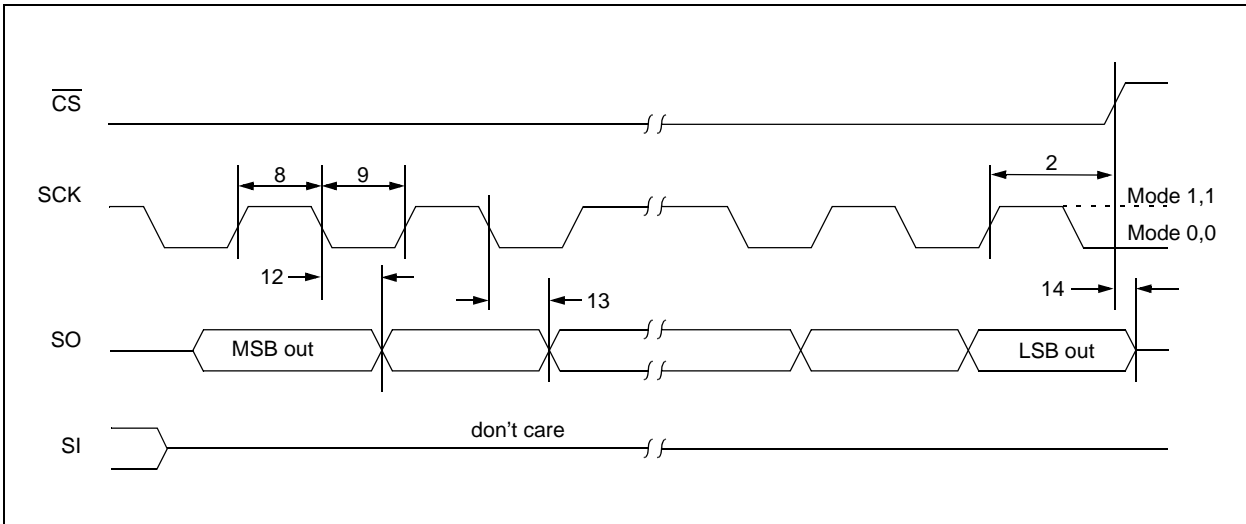 CS
2
8
9
SCK
Mode 1,1
Mode 0,0
12
13
14
SO
MSB out
LSB out
SI
don't care